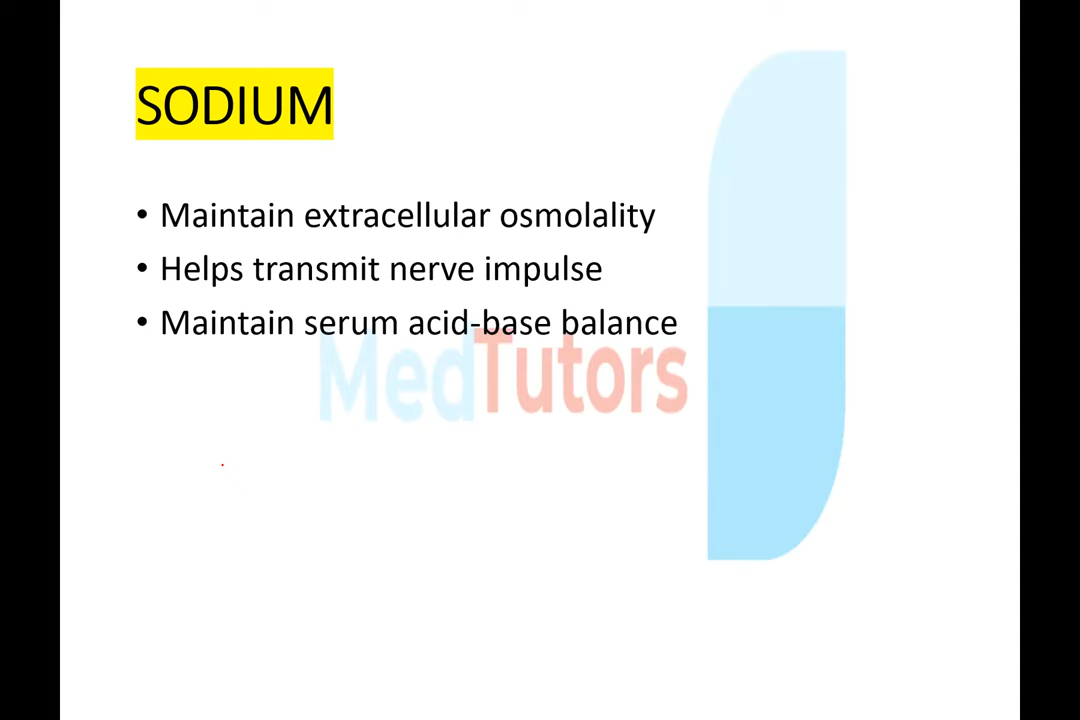 SODIUM
• Maintain extracellular osmolality
• Helps transmit nerve impulse
• Maintain serum acid-base balance
MedTutors